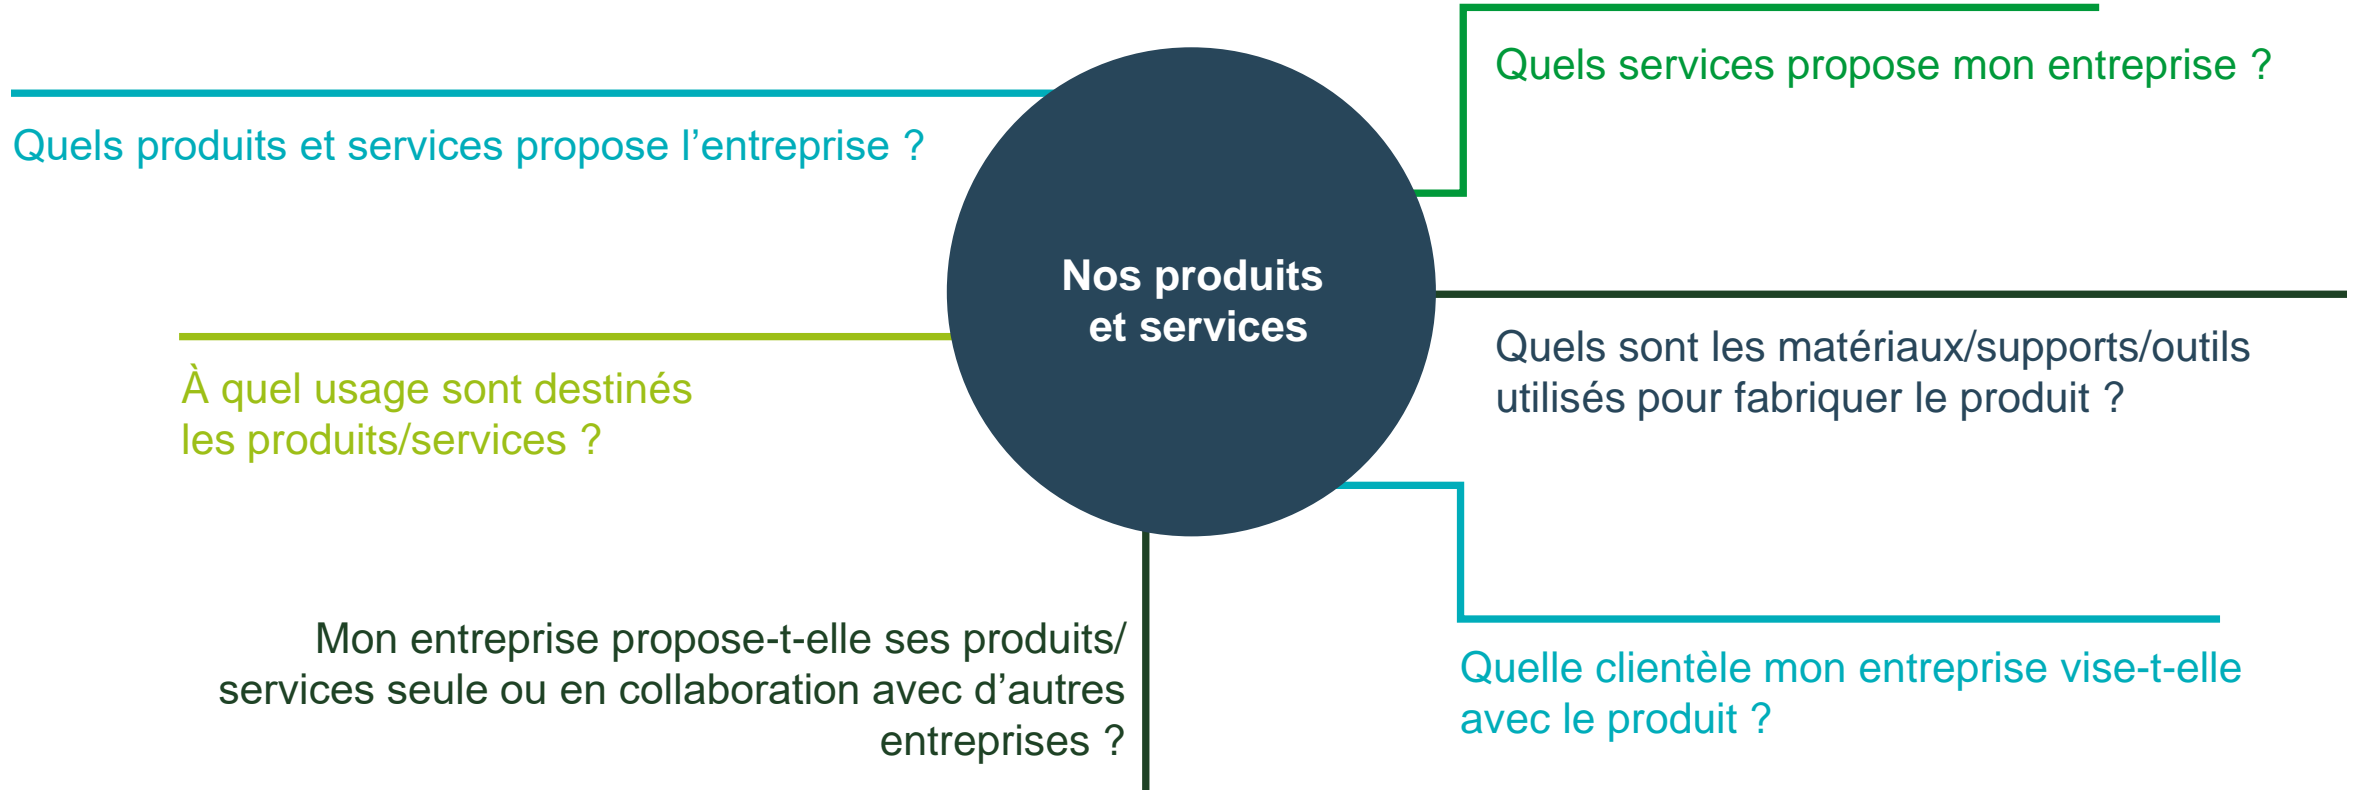 Quels services propose mon entreprise ?
Quels produits et services propose l’entreprise ?
Nos produits
et services
Quels sont les matériaux/supports/outils
utilisés pour fabriquer le produit ?
À quel usage sont destinés
les produits/services ?
Mon entreprise propose-t-elle ses produits/
services seule ou en collaboration avec d’autres
entreprises ?
Quelle clientèle mon entreprise vise-t-elle
avec le produit ?